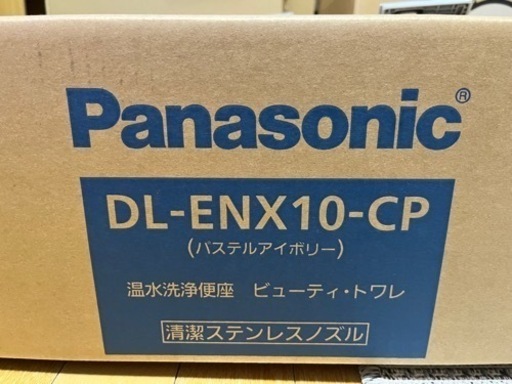 Panasonic®
DL-ENX10-CP
(パステルアイボリー)
温水洗浄便座 ビューティ・トワレ
清潔ステンレスノズル